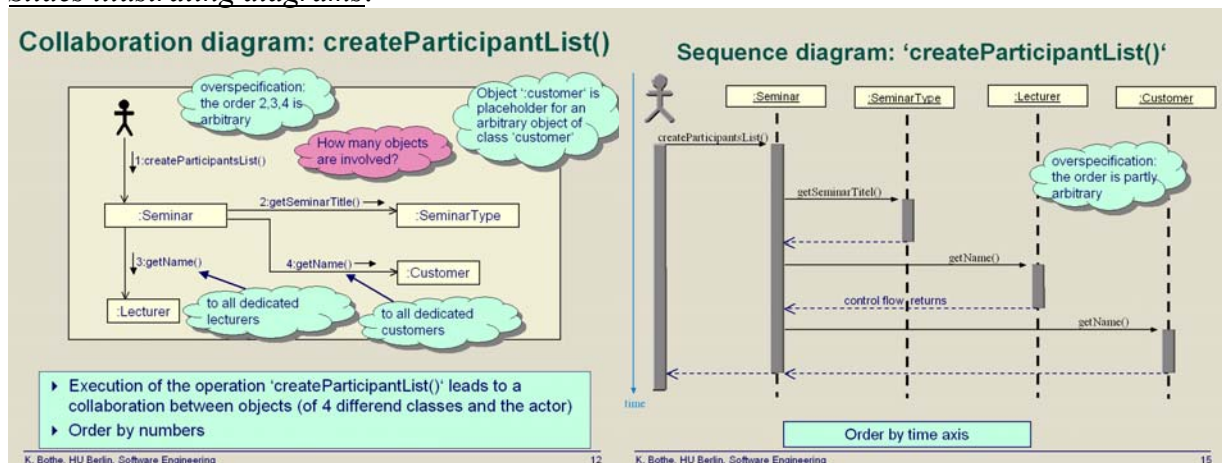 slides illustrating diagrams:
Collaboration diagram: createParticipantList()
overspecification:
the order 2,3,4 is
arbitrary
Object ':customer' is
placeholder for an
arbitrary object of
class 'customer'
How many objects
are involved?
1:createParticipantsList()
:Seminar
2:getSeminarTitle()
:SeminarType
3:getName()
4:getName()
:Customer
:Lecturer
to all dedicated
lecturers
to all dedicated
customers
Execution of the operation 'createParticipantList()' leads to a
collaboration between objects (of 4 differend classes and the actor)
Order by numbers
K. Bothe, HU Berlin, Software Engineering
12
Sequence diagram: 'createParticipantList()'
:Seminar
:SeminarType
:Lecturer
:Customer
createParticipantsList()
overspecification:
the order is partly
arbitrary
getSeminarTitel()
getName()
control flow returns
getName()
time
Order by time axis
K. Bothe, HU Berlin, Software Engineering
15